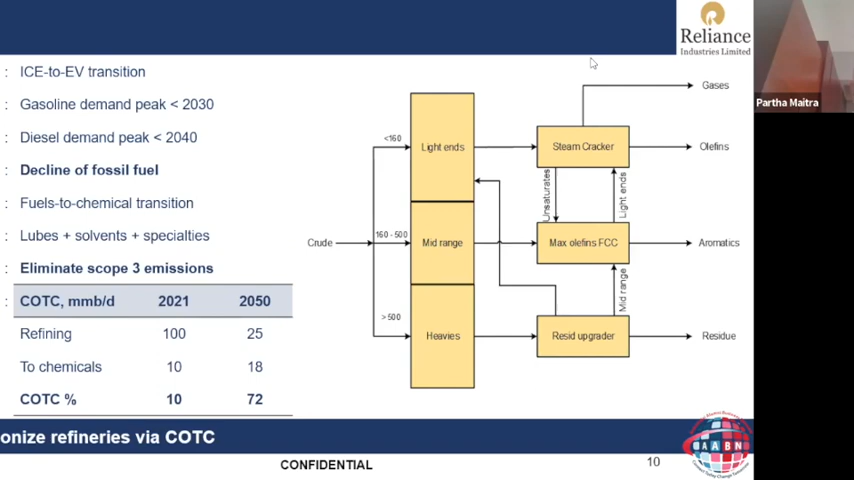 Reliance
Industries Limited
Partha Maitra
: ICE-to-EV transition
: Gasoline demand peak < 2030
: Diesel demand peak < 2040
: Decline of fossil fuel
: Fuels-to-chemical transition
: Lubes + solvents + specialties
: Eliminate scope 3 emissions
: COTC, mmb/d 2021 2050
Refining 100 25
To chemicals 10 18
COTC % 10 72
Crude
<160
160 - 500
> 500
Light ends
Mid range
Heavies
Steam Cracker
Max olefins FCC
Resid upgrader
Unsaturates
Light ends
Mid range
Gases
Olefins
Aromatics
Residue
onize refineries via COTC
CONFIDENTIAL
10
AABN